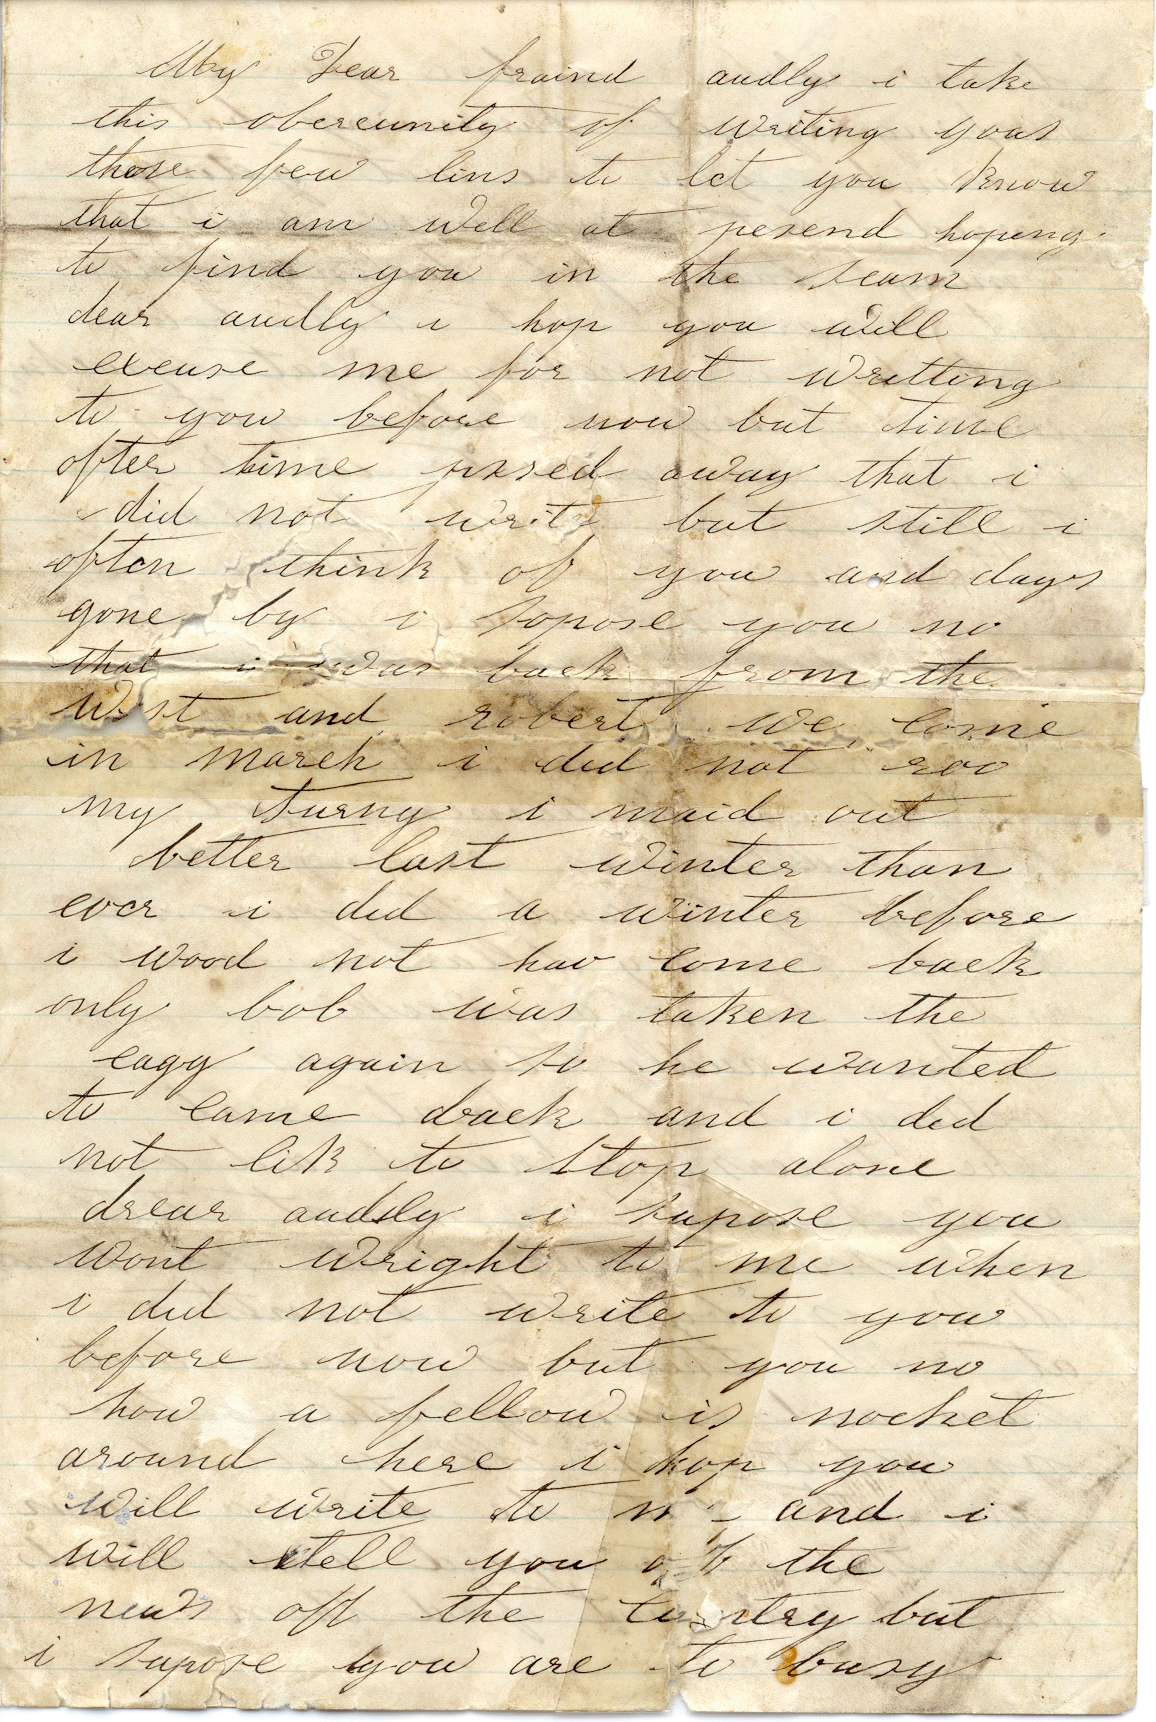 My Dear fraind audly i take
this obercunity of writing yous
those few lins to let you know
that i am well at pesend hopeng
to find you in the seam
dear audly i hop you will
excuse me for not writting
to you before now but time
ofter time passed away that i
did not write but still i
often think of you and days
gone by i sopose you no
that i was back from the
West and robert we come
in march i did not roo
my turny i maid out
better last winter than
ever i did a winter before
i wood not hav come back
only bob was taken the
eagy again so he wanted
to came back and i did
not lik to stop alone
drear audly i supose you
wont wright to me when
i did not write to you
before now but you no
how a fellow is nocket
around here i hop you
will write to me and i
will tell you off the
news off the cuntry but
i supose you are to busy